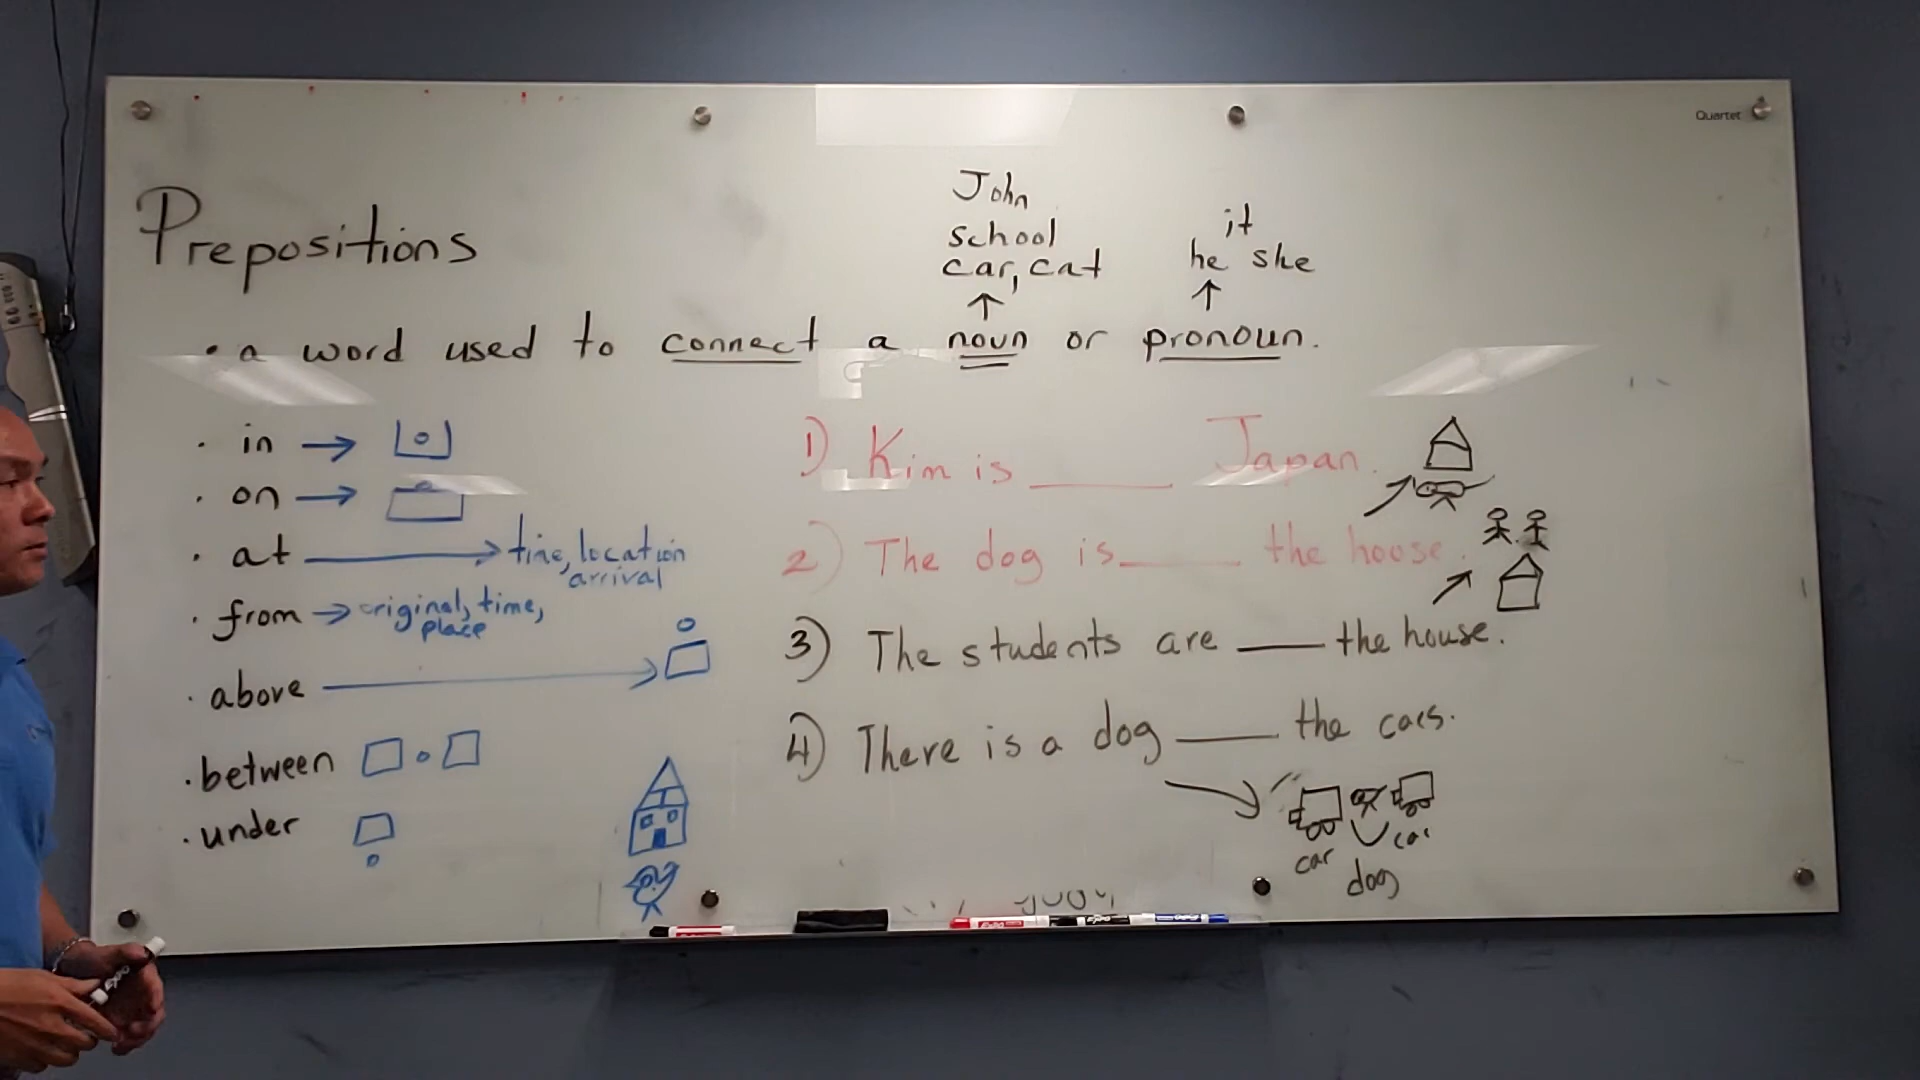 Quartet
Prepositions
John
school
car, cat
it
he she
• a word used to connect a noun or pronoun.
• in →
• on →
• at → time, location
arrival
• from → original, time,
place
• above →
• between
• under
1) Kim is ____ Japan.
2) The dog is ____ the house.
3) The students are ____ the house.
4) There is a dog ____ the cars.
car
car
dog
expo